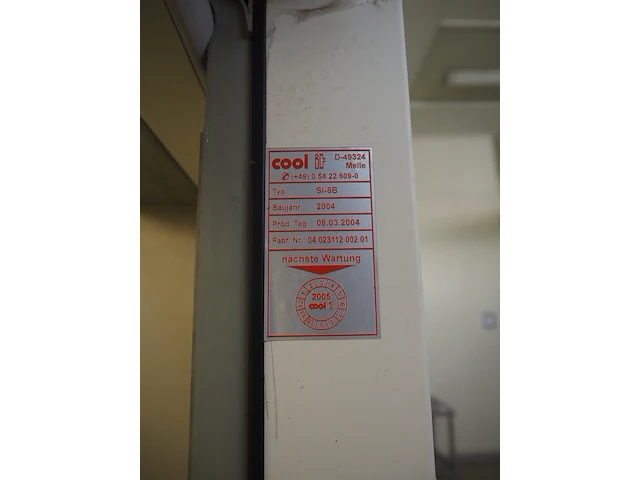 cool it D-49324 Melle
(+49) 0 54 22 609-0
Typ: SI-8B
Baujahr: 2004
Prod. Tag: 08.03.2004
Fabr. Nr.: 04 023112 002 01
nächste Wartung
2005
cool it